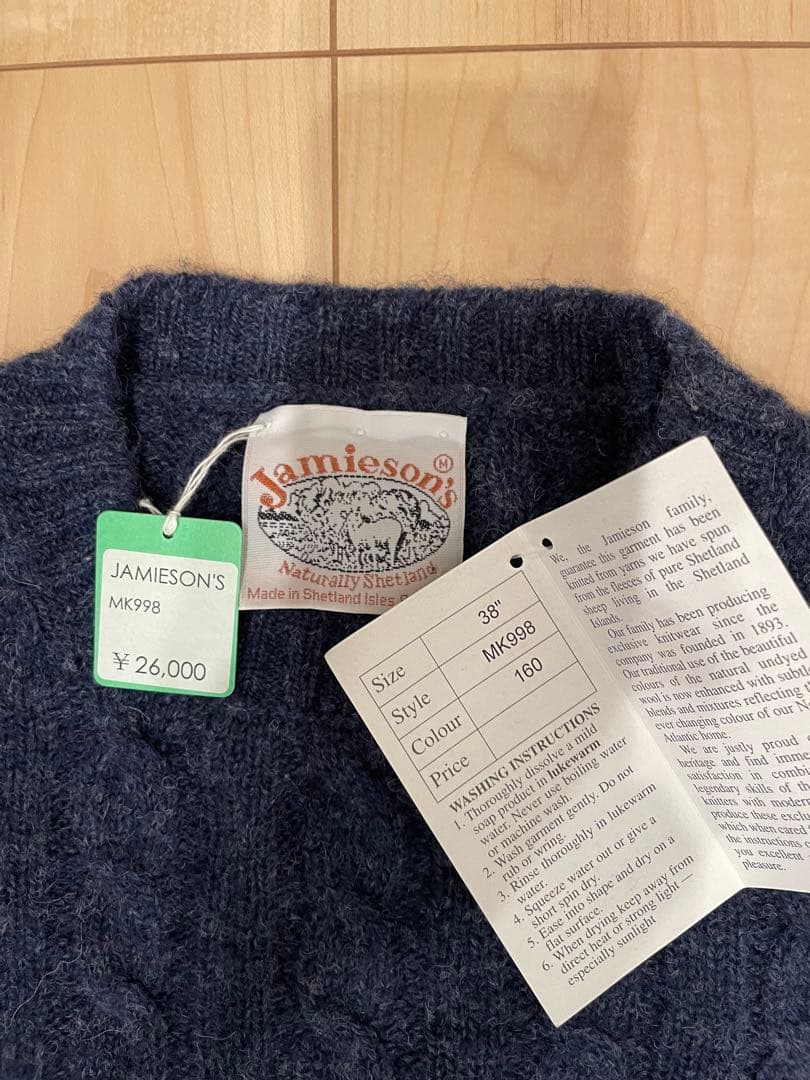 Jamieson's
M
Naturally Shetland
Made in Shetland Isles
JAMIESON'S
MK998
¥ 26,000
Size 38"
Style MK998
Colour 160
Price
WASHING INSTRUCTIONS
1. Thoroughly dissolve a mild
soap product in lukewarm
water. Never use boiling water
or machine wash.
2. Wash garment gently. Do not
rub or wring.
3. Rinse thoroughly in lukewarm
water.
4. Squeeze water out or give a
short spin dry.
5. Ease into shape and dry on a
flat surface.
6. When drying keep away from
direct heat or strong light —
especially sunlight
We, the Jamieson family,
guarantee this garment has been
knitted from yarns we have spun
from the fleeces of pure Shetland
sheep living in the Shetland
Islands.
Our family has been producing
exclusive knitwear since the
company was founded in 1893.
Our traditional use of the beautiful
colours of the natural undyed
wool is now enhanced with
blends and mixtures reflecting
ever changing colour of our
Atlantic home.
We are justly proud
heritage and find
satisfaction in
legendary skills of
knitters with
produce these
which when
the instructions
you excellent
pleasure.